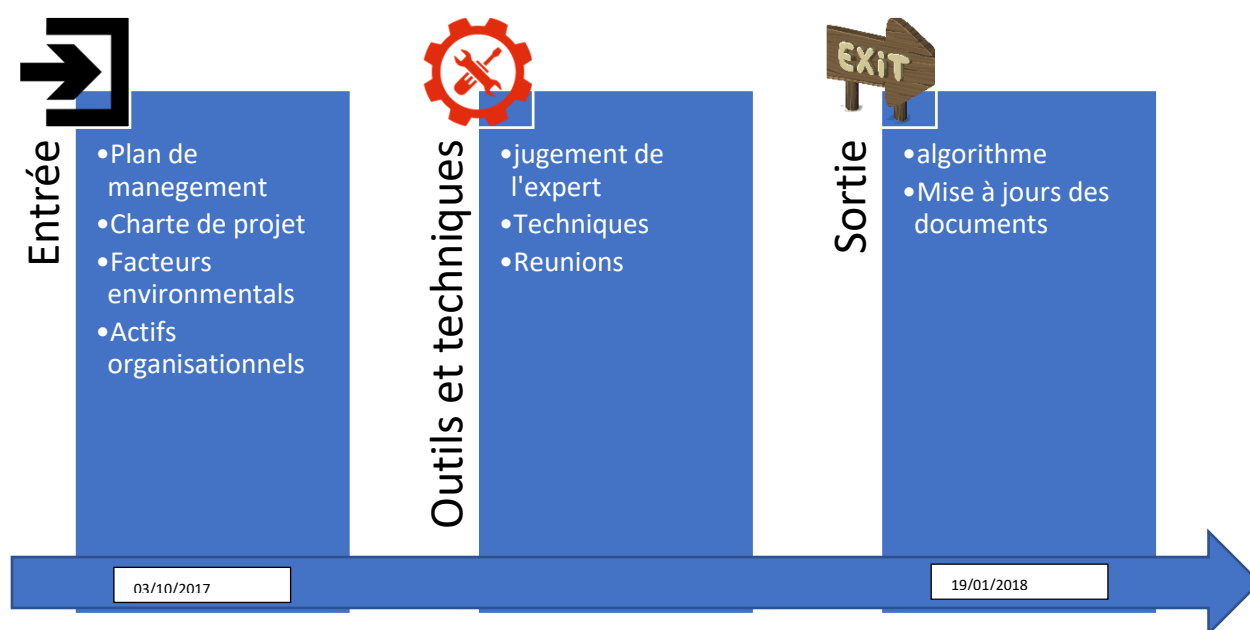 Entrée
•Plan de
manegement
•Charte de projet
•Facteurs
environmentals
•Actifs
organisationnels
Outils et techniques
•jugement de
l'expert
•Techniques
•Reunions
EXiT
Sortie
•algorithme
•Mise à jours des
documents
03/10/2017
19/01/2018